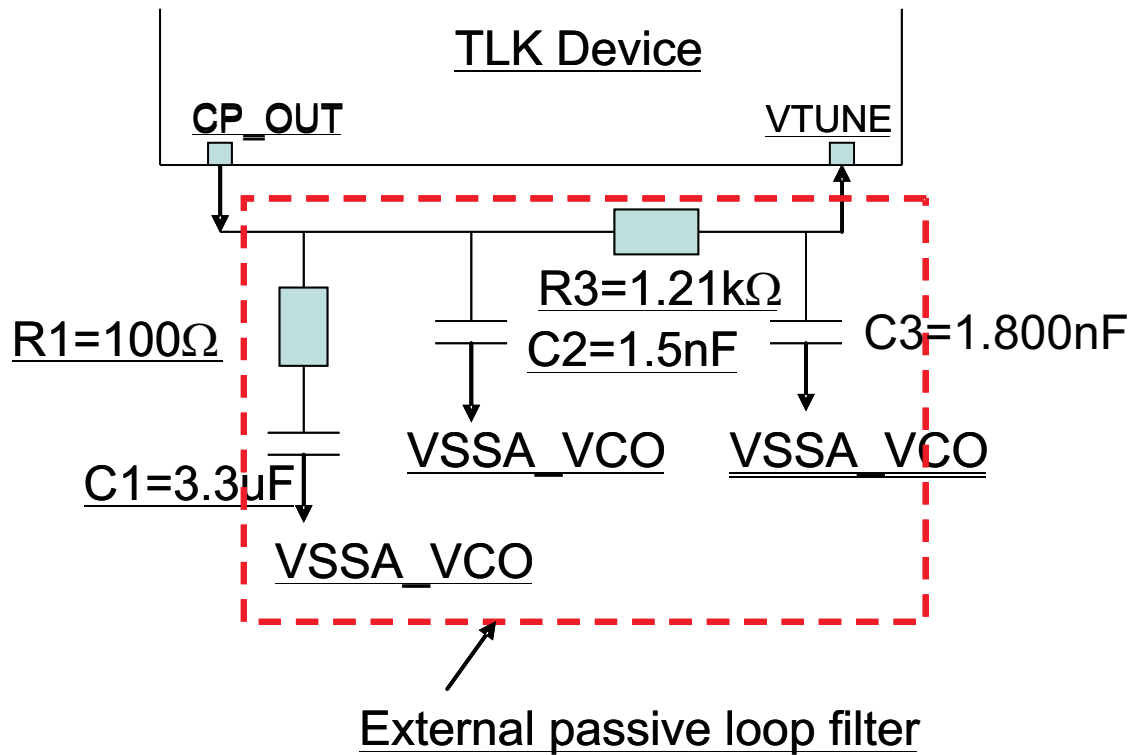 TLK Device
CP_OUT
VTUNE
R3=1.21kΩ
R1=100Ω
C2=1.5nF
C3=1.800nF
VSSA_VCO
VSSA_VCO
C1=3.3µF
VSSA_VCO
External passive loop filter